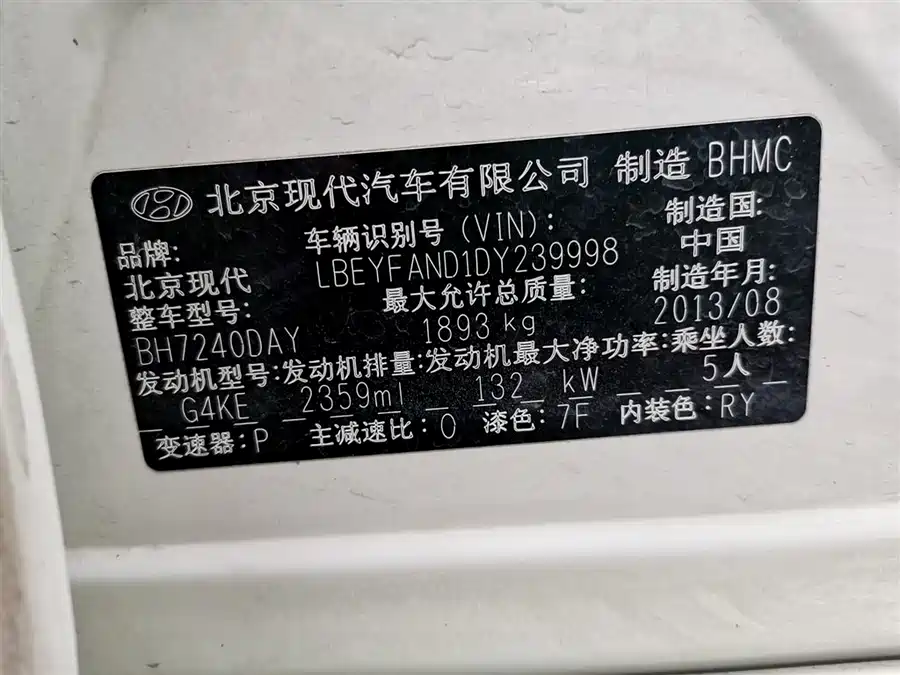 北京现代汽车有限公司 制造 BHMC
品牌: 车辆识别号(VIN): 制造国:
北京现代 LBEYFAND1DY239998 中国
整车型号: 最大允许总质量: 制造年月:
BH7240DAY 1893 kg 2013/08
发动机型号: 发动机排量: 发动机最大净功率: 乘坐人数:
G4KE 2359ml 132 kW 5人
变速器: P 主减速比: 0 漆色: 7F 内装色: RY